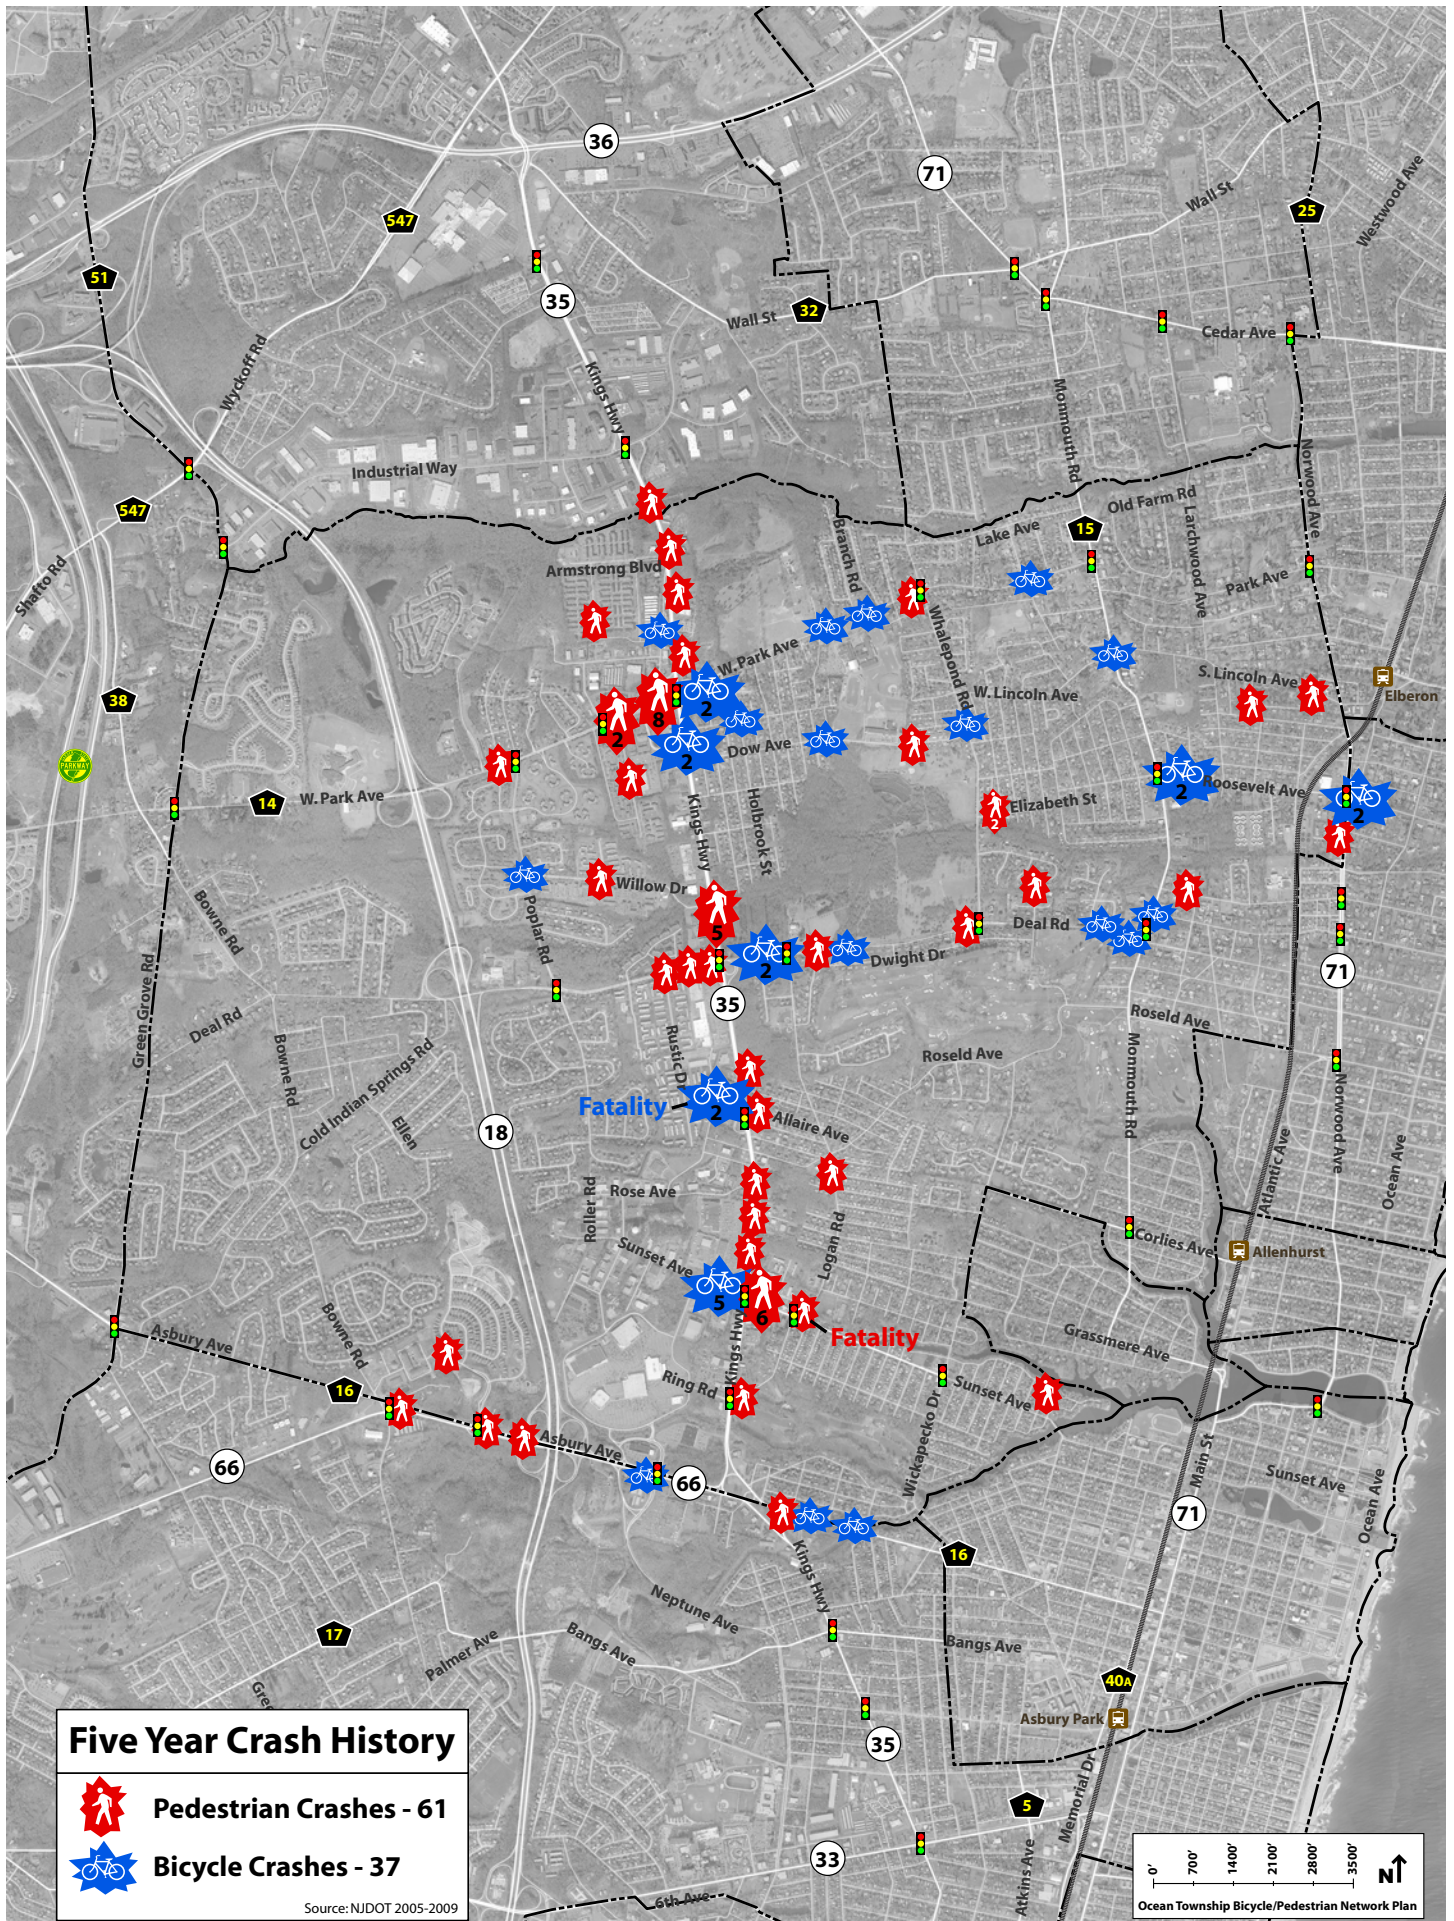 36
71
Wall St
25
Westwood Ave
547
51
35
Wall St
32
Cedar Ave
Wyckoff Rd
Kings Hwy
Monmouth Rd
Industrial Way
Norwood Ave
547
Old Farm Rd
15
Lake Ave
Branch Rd
Larchwood Ave
Armstrong Blvd
Park Ave
Shafto Rd
Whalepond Rd
W. Park Ave
S. Lincoln Ave
W. Lincoln Ave
Elberon
38
8
2
2
2
Dow Ave
PARKWAY
Roosevelt Ave
2
2
14
W. Park Ave
Elizabeth St
2
Kings Hwy
Holbrook St
Willow Dr
Bowne Rd
Poplar Rd
5
Deal Rd
2
Dwight Dr
Green Grove Rd
71
35
Deal Rd
Roseld Ave
Bowne Rd
Cold Indian Springs Rd
Rustic Dr
Roseld Ave
Monmouth Rd
Norwood Ave
Fatality
2
Ellen
18
Allaire Ave
Atlantic Ave
Ocean Ave
Rose Ave
Roller Rd
Logan Rd
Sunset Ave
Corlies Ave
Allenhurst
5
6
Fatality
Kings Hwy
Asbury Ave
Bowne Rd
Grassmere Ave
Ring Rd
16
Sunset Ave
Wickapecko Dr
Asbury Ave
66
66
Main St
Sunset Ave
Ocean Ave
71
Kings Hwy
16
Neptune Ave
17
Palmer Ave
Bangs Ave
Bangs Ave
40A
Asbury Park
35
Memorial Dr
5
33
Atkins Ave
6th Ave
Five Year Crash History
Pedestrian Crashes - 61
Bicycle Crashes - 37
Source: NJDOT 2005-2009
0'
700'
1400'
2100'
2800'
3500'
N
Ocean Township Bicycle/Pedestrian Network Plan